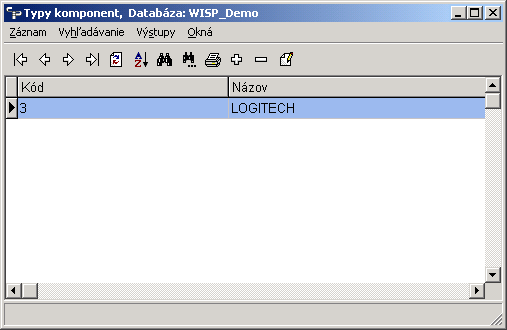 Typy komponent, Databáza: WISP_Demo
Záznam Vyhľadávanie Výstupy Okná
Kód Názov
3 LOGITECH